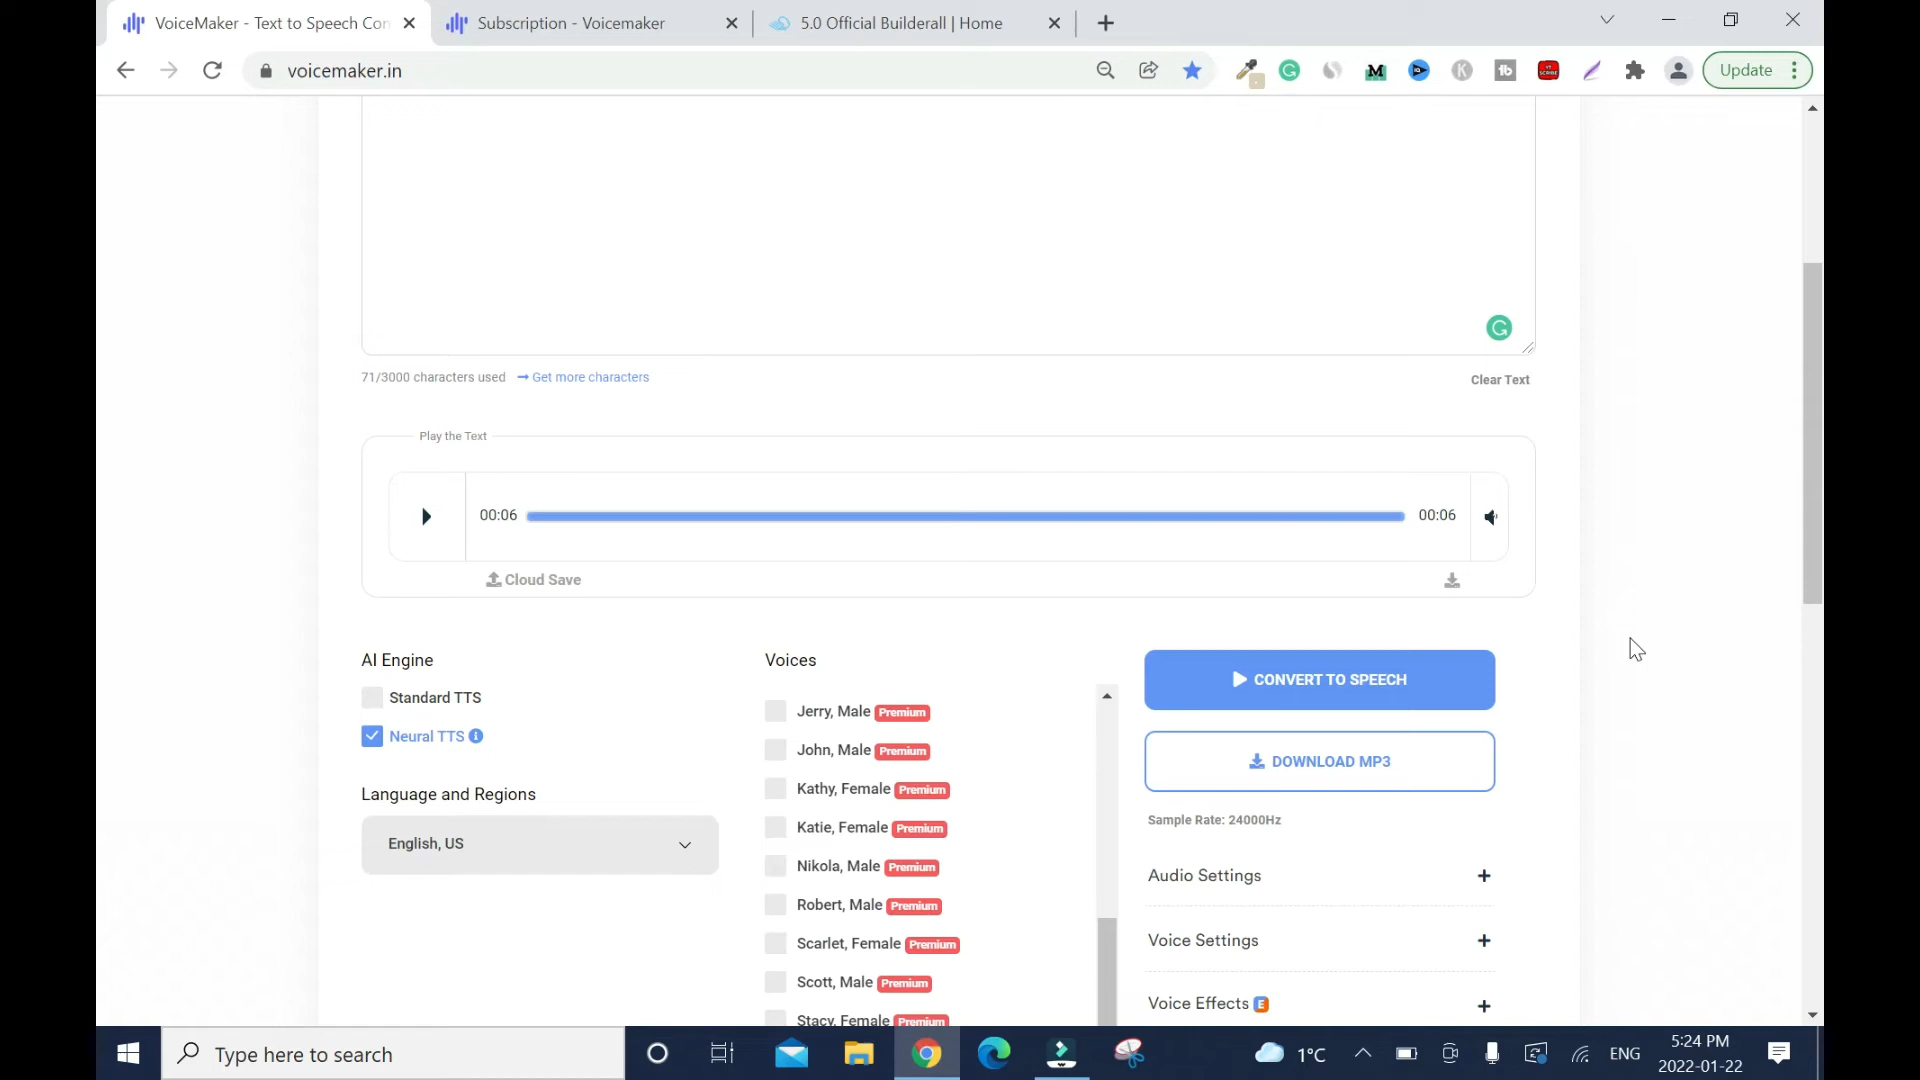 VoiceMaker - Text to Speech Con
Subscription - Voicemaker
5.0 Official Builderall | Home
voicemaker.in
Update
71/3000 characters used
Get more characters
Clear Text
Play the Text
00:06
00:06
Cloud Save
AI Engine
Standard TTS
Neural TTS
Language and Regions
English, US
Voices
Jerry, Male Premium
John, Male Premium
Kathy, Female Premium
Katie, Female Premium
Nikola, Male Premium
Robert, Male Premium
Scarlet, Female Premium
Scott, Male Premium
Stacy, Female Premium
CONVERT TO SPEECH
DOWNLOAD MP3
Sample Rate: 24000Hz
Audio Settings
Voice Settings
Voice Effects E
Type here to search
1°C
ENG
5:24 PM
2022-01-22